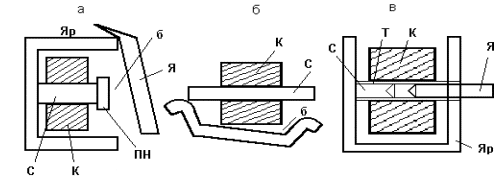 а б в
Яр б Я С К ПН
К С б
С Т К Я Яр